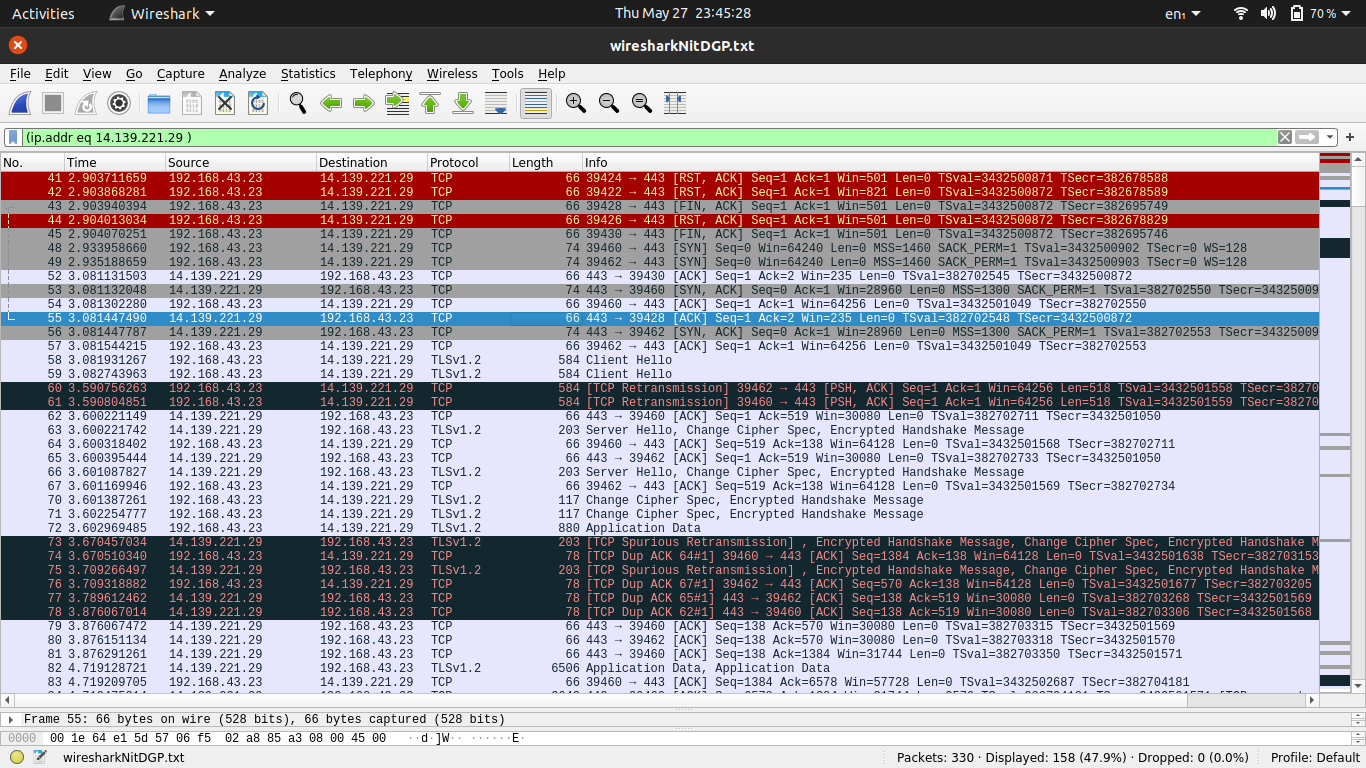 Activities Wireshark Thu May 27 23:45:28 en₁ 70 %
wiresharkNitDGP.txt
File Edit View Go Capture Analyze Statistics Telephony Wireless Tools Help
(ip.addr eq 14.139.221.29 )
No. Time Source Destination Protocol Length Info
41 2.903711659 192.168.43.23 14.139.221.29 TCP 66 39424 → 443 [RST, ACK] Seq=1 Ack=1 Win=501 Len=0 TSval=3432500871 TSecr=382678588
42 2.903868281 192.168.43.23 14.139.221.29 TCP 66 39422 → 443 [RST, ACK] Seq=1 Ack=1 Win=821 Len=0 TSval=3432500872 TSecr=382678589
43 2.903940394 192.168.43.23 14.139.221.29 TCP 66 39428 → 443 [FIN, ACK] Seq=1 Ack=1 Win=501 Len=0 TSval=3432500872 TSecr=382695749
44 2.904013034 192.168.43.23 14.139.221.29 TCP 66 39426 → 443 [RST, ACK] Seq=1 Ack=1 Win=501 Len=0 TSval=3432500872 TSecr=382678829
45 2.904070251 192.168.43.23 14.139.221.29 TCP 66 39430 → 443 [FIN, ACK] Seq=1 Ack=1 Win=501 Len=0 TSval=3432500872 TSecr=382695746
48 2.933958660 192.168.43.23 14.139.221.29 TCP 74 39460 → 443 [SYN] Seq=0 Win=64240 Len=0 MSS=1460 SACK_PERM=1 TSval=3432500902 TSecr=0 WS=128
49 2.935188659 192.168.43.23 14.139.221.29 TCP 74 39462 → 443 [SYN] Seq=0 Win=64240 Len=0 MSS=1460 SACK_PERM=1 TSval=3432500903 TSecr=0 WS=128
52 3.081131503 14.139.221.29 192.168.43.23 TCP 66 443 → 39430 [ACK] Seq=1 Ack=2 Win=235 Len=0 TSval=382702545 TSecr=3432500872
53 3.081132048 14.139.221.29 192.168.43.23 TCP 74 443 → 39460 [SYN, ACK] Seq=0 Ack=1 Win=28960 Len=0 MSS=1300 SACK_PERM=1 TSval=382702550 TSecr=34325009
54 3.081302280 192.168.43.23 14.139.221.29 TCP 66 39460 → 443 [ACK] Seq=1 Ack=1 Win=64256 Len=0 TSval=3432501049 TSecr=382702550
55 3.081447490 14.139.221.29 192.168.43.23 TCP 66 443 → 39428 [ACK] Seq=1 Ack=2 Win=235 Len=0 TSval=382702548 TSecr=3432500872
56 3.081447787 14.139.221.29 192.168.43.23 TCP 74 443 → 39462 [SYN, ACK] Seq=0 Ack=1 Win=28960 Len=0 MSS=1300 SACK_PERM=1 TSval=382702553 TSecr=34325009
57 3.081544215 192.168.43.23 14.139.221.29 TCP 66 39462 → 443 [ACK] Seq=1 Ack=1 Win=64256 Len=0 TSval=3432501049 TSecr=382702553
58 3.081931267 192.168.43.23 14.139.221.29 TLSv1.2 584 Client Hello
59 3.082743963 192.168.43.23 14.139.221.29 TLSv1.2 584 Client Hello
60 3.590756263 192.168.43.23 14.139.221.29 TCP 584 [TCP Retransmission] 39462 → 443 [PSH, ACK] Seq=1 Ack=1 Win=64256 Len=518 TSval=3432501558 TSecr=38270
61 3.590804851 192.168.43.23 14.139.221.29 TCP 584 [TCP Retransmission] 39460 → 443 [PSH, ACK] Seq=1 Ack=1 Win=64256 Len=518 TSval=3432501559 TSecr=38270
62 3.600221149 14.139.221.29 192.168.43.23 TCP 66 443 → 39460 [ACK] Seq=1 Ack=519 Win=30080 Len=0 TSval=382702711 TSecr=3432501050
63 3.600221742 14.139.221.29 192.168.43.23 TLSv1.2 203 Server Hello, Change Cipher Spec, Encrypted Handshake Message
64 3.600318402 192.168.43.23 14.139.221.29 TCP 66 39460 → 443 [ACK] Seq=519 Ack=138 Win=64128 Len=0 TSval=3432501568 TSecr=382702711
65 3.600395444 14.139.221.29 192.168.43.23 TCP 66 443 → 39462 [ACK] Seq=1 Ack=519 Win=30080 Len=0 TSval=382702733 TSecr=3432501050
66 3.601087827 14.139.221.29 192.168.43.23 TLSv1.2 203 Server Hello, Change Cipher Spec, Encrypted Handshake Message
67 3.601169946 192.168.43.23 14.139.221.29 TCP 66 39462 → 443 [ACK] Seq=519 Ack=138 Win=64128 Len=0 TSval=3432501569 TSecr=382702734
70 3.601387261 192.168.43.23 14.139.221.29 TLSv1.2 117 Change Cipher Spec, Encrypted Handshake Message
71 3.602254777 192.168.43.23 14.139.221.29 TLSv1.2 117 Change Cipher Spec, Encrypted Handshake Message
72 3.602969485 192.168.43.23 14.139.221.29 TLSv1.2 880 Application Data
73 3.670457034 14.139.221.29 192.168.43.23 TLSv1.2 203 [TCP Spurious Retransmission] , Encrypted Handshake Message, Change Cipher Spec, Encrypted Handshake M
74 3.670510340 192.168.43.23 14.139.221.29 TCP 78 [TCP Dup ACK 64#1] 39460 → 443 [ACK] Seq=1384 Ack=138 Win=64128 Len=0 TSval=3432501638 TSecr=382703153
75 3.709266497 14.139.221.29 192.168.43.23 TLSv1.2 203 [TCP Spurious Retransmission] , Encrypted Handshake Message, Change Cipher Spec, Encrypted Handshake M
76 3.709318882 192.168.43.23 14.139.221.29 TCP 78 [TCP Dup ACK 67#1] 39462 → 443 [ACK] Seq=570 Ack=138 Win=64128 Len=0 TSval=3432501677 TSecr=382703205
77 3.789612462 14.139.221.29 192.168.43.23 TCP 78 [TCP Dup ACK 65#1] 443 → 39462 [ACK] Seq=138 Ack=519 Win=30080 Len=0 TSval=382703268 TSecr=3432501569
78 3.876067014 14.139.221.29 192.168.43.23 TCP 78 [TCP Dup ACK 62#1] 443 → 39460 [ACK] Seq=138 Ack=519 Win=30080 Len=0 TSval=382703306 TSecr=3432501568
79 3.876067472 14.139.221.29 192.168.43.23 TCP 66 443 → 39460 [ACK] Seq=138 Ack=570 Win=30080 Len=0 TSval=382703315 TSecr=3432501569
80 3.876151134 14.139.221.29 192.168.43.23 TCP 66 443 → 39462 [ACK] Seq=138 Ack=570 Win=30080 Len=0 TSval=382703318 TSecr=3432501570
81 3.876291261 14.139.221.29 192.168.43.23 TCP 66 443 → 39460 [ACK] Seq=138 Ack=1384 Win=31744 Len=0 TSval=382703350 TSecr=3432501571
82 4.719128721 14.139.221.29 192.168.43.23 TLSv1.2 6506 Application Data, Application Data
83 4.719209705 192.168.43.23 14.139.221.29 TCP 66 39460 → 443 [ACK] Seq=1384 Ack=6578 Win=57728 Len=0 TSval=3432502687 TSecr=382704181
Frame 55: 66 bytes on wire (528 bits), 66 bytes captured (528 bits)
0000 00 1e 64 e1 5d 57 06 f5 02 a8 85 a3 08 00 45 00 ··d·]W·· ······E·
wiresharkNitDGP.txt Packets: 330 · Displayed: 158 (47.9%) · Dropped: 0 (0.0%) Profile: Default